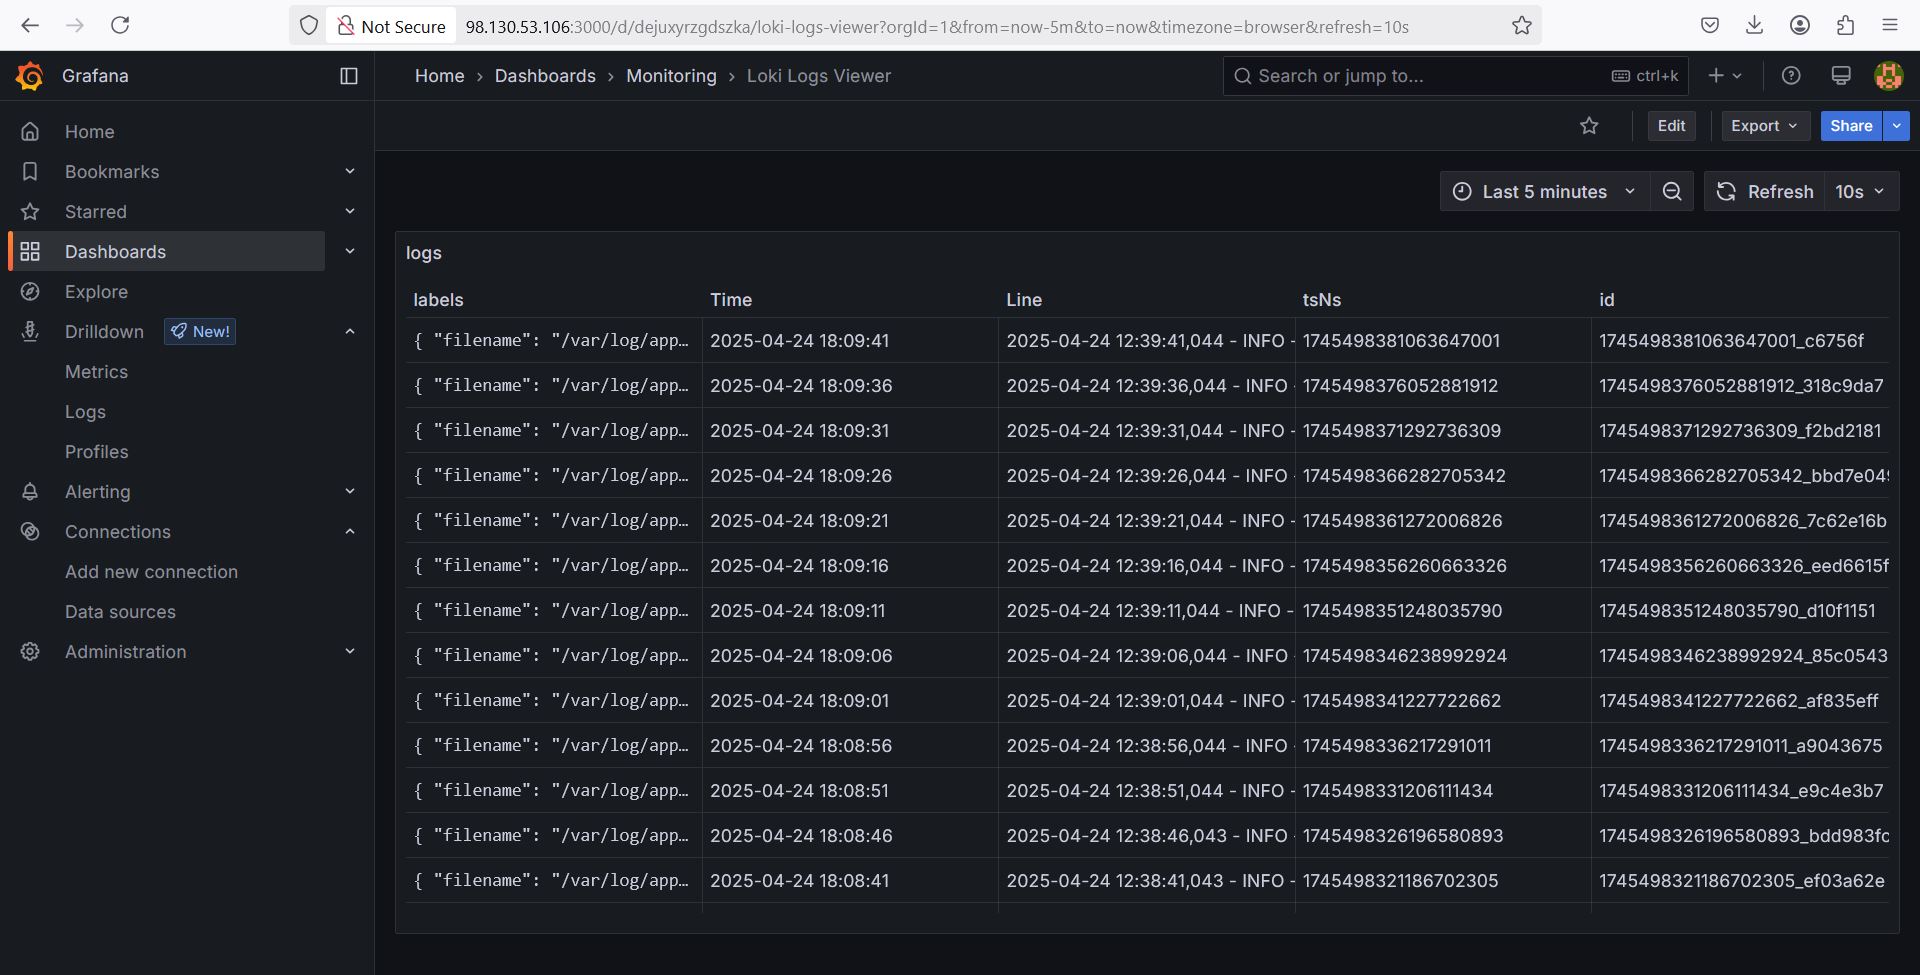 Not Secure 98.130.53.106:3000/d/dejuxyrzgdszka/loki-logs-viewer?orgId=1&from=now-5m&to=now&timezone=browser&refresh=10s
Grafana
Home › Dashboards › Monitoring › Loki Logs Viewer
Search or jump to... ctrl+k
Home
Bookmarks
Starred
Dashboards
Explore
Drilldown New!
Metrics
Logs
Profiles
Alerting
Connections
Add new connection
Data sources
Administration
Edit Export Share
Last 5 minutes Refresh 10s
logs
labels Time Line tsNs id
{ "filename": "/var/log/app… 2025-04-24 18:09:41 2025-04-24 12:39:41,044 - INFO - 1745498381063647001 1745498381063647001_c6756f
{ "filename": "/var/log/app… 2025-04-24 18:09:36 2025-04-24 12:39:36,044 - INFO - 1745498376052881912 1745498376052881912_318c9da7
{ "filename": "/var/log/app… 2025-04-24 18:09:31 2025-04-24 12:39:31,044 - INFO - 1745498371292736309 1745498371292736309_f2bd2181
{ "filename": "/var/log/app… 2025-04-24 18:09:26 2025-04-24 12:39:26,044 - INFO - 1745498366282705342 1745498366282705342_bbd7e049
{ "filename": "/var/log/app… 2025-04-24 18:09:21 2025-04-24 12:39:21,044 - INFO - 1745498361272006826 1745498361272006826_7c62e16b
{ "filename": "/var/log/app… 2025-04-24 18:09:16 2025-04-24 12:39:16,044 - INFO - 1745498356260663326 1745498356260663326_eed6615f
{ "filename": "/var/log/app… 2025-04-24 18:09:11 2025-04-24 12:39:11,044 - INFO - 1745498351248035790 1745498351248035790_d10f1151
{ "filename": "/var/log/app… 2025-04-24 18:09:06 2025-04-24 12:39:06,044 - INFO - 1745498346238992924 1745498346238992924_85c0543
{ "filename": "/var/log/app… 2025-04-24 18:09:01 2025-04-24 12:39:01,044 - INFO - 1745498341227722662 1745498341227722662_af835eff
{ "filename": "/var/log/app… 2025-04-24 18:08:56 2025-04-24 12:38:56,044 - INFO - 1745498336217291011 1745498336217291011_a9043675
{ "filename": "/var/log/app… 2025-04-24 18:08:51 2025-04-24 12:38:51,044 - INFO - 1745498331206111434 1745498331206111434_e9c4e3b7
{ "filename": "/var/log/app… 2025-04-24 18:08:46 2025-04-24 12:38:46,043 - INFO - 1745498326196580893 1745498326196580893_bdd983fc
{ "filename": "/var/log/app… 2025-04-24 18:08:41 2025-04-24 12:38:41,043 - INFO - 1745498321186702305 1745498321186702305_ef03a62e